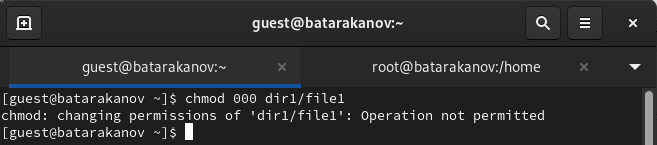 guest@batarakanov:~
guest@batarakanov:~ × root@batarakanov:/home ×
[guest@batarakanov ~]$ chmod 000 dir1/file1
chmod: changing permissions of 'dir1/file1': Operation not permitted
[guest@batarakanov ~]$